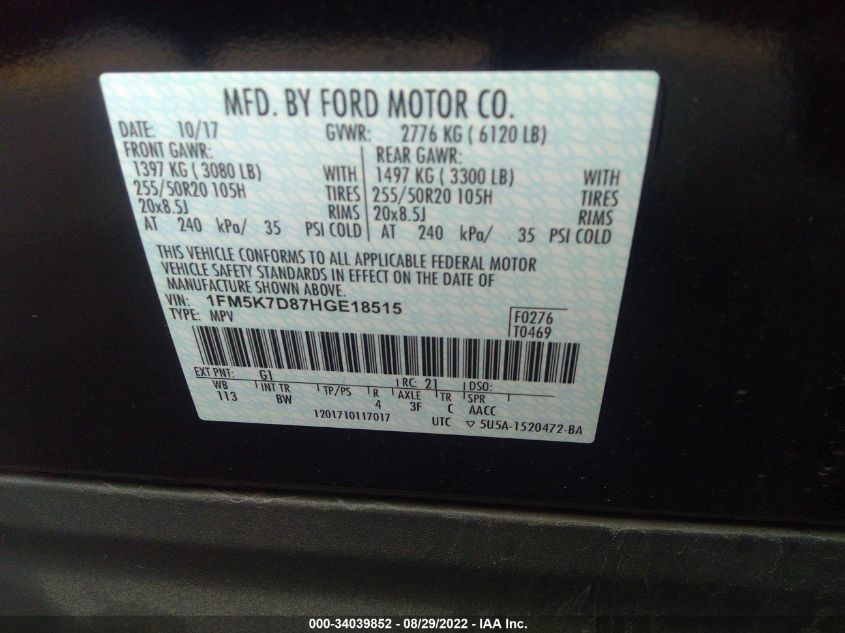 MFD. BY FORD MOTOR CO.
DATE: 10/17 GVWR: 2776 KG ( 6120 LB)
FRONT GAWR: REAR GAWR:
1397 KG ( 3080 LB) WITH 1497 KG ( 3300 LB) WITH
255/50R20 105H TIRES 255/50R20 105H TIRES
20x8.5J RIMS 20x8.5J RIMS
AT 240 kPa/ 35 PSI COLD AT 240 kPa/ 35 PSI COLD
THIS VEHICLE CONFORMS TO ALL APPLICABLE FEDERAL MOTOR
VEHICLE SAFETY STANDARDS IN EFFECT ON THE DATE OF
MANUFACTURE SHOWN ABOVE.
VIN: 1FM5K7D87HGE18515 F0276
TYPE: MPV T0469
EXT PNT: G1 RC: 21 DSO:
WB INT TR TP/PS R AXLE TR SPR
113 BW 4 3F C AACC
1201710117017 UTC ▽ 5U5A-1520472-BA
000-34039852 - 08/29/2022 - IAA Inc.